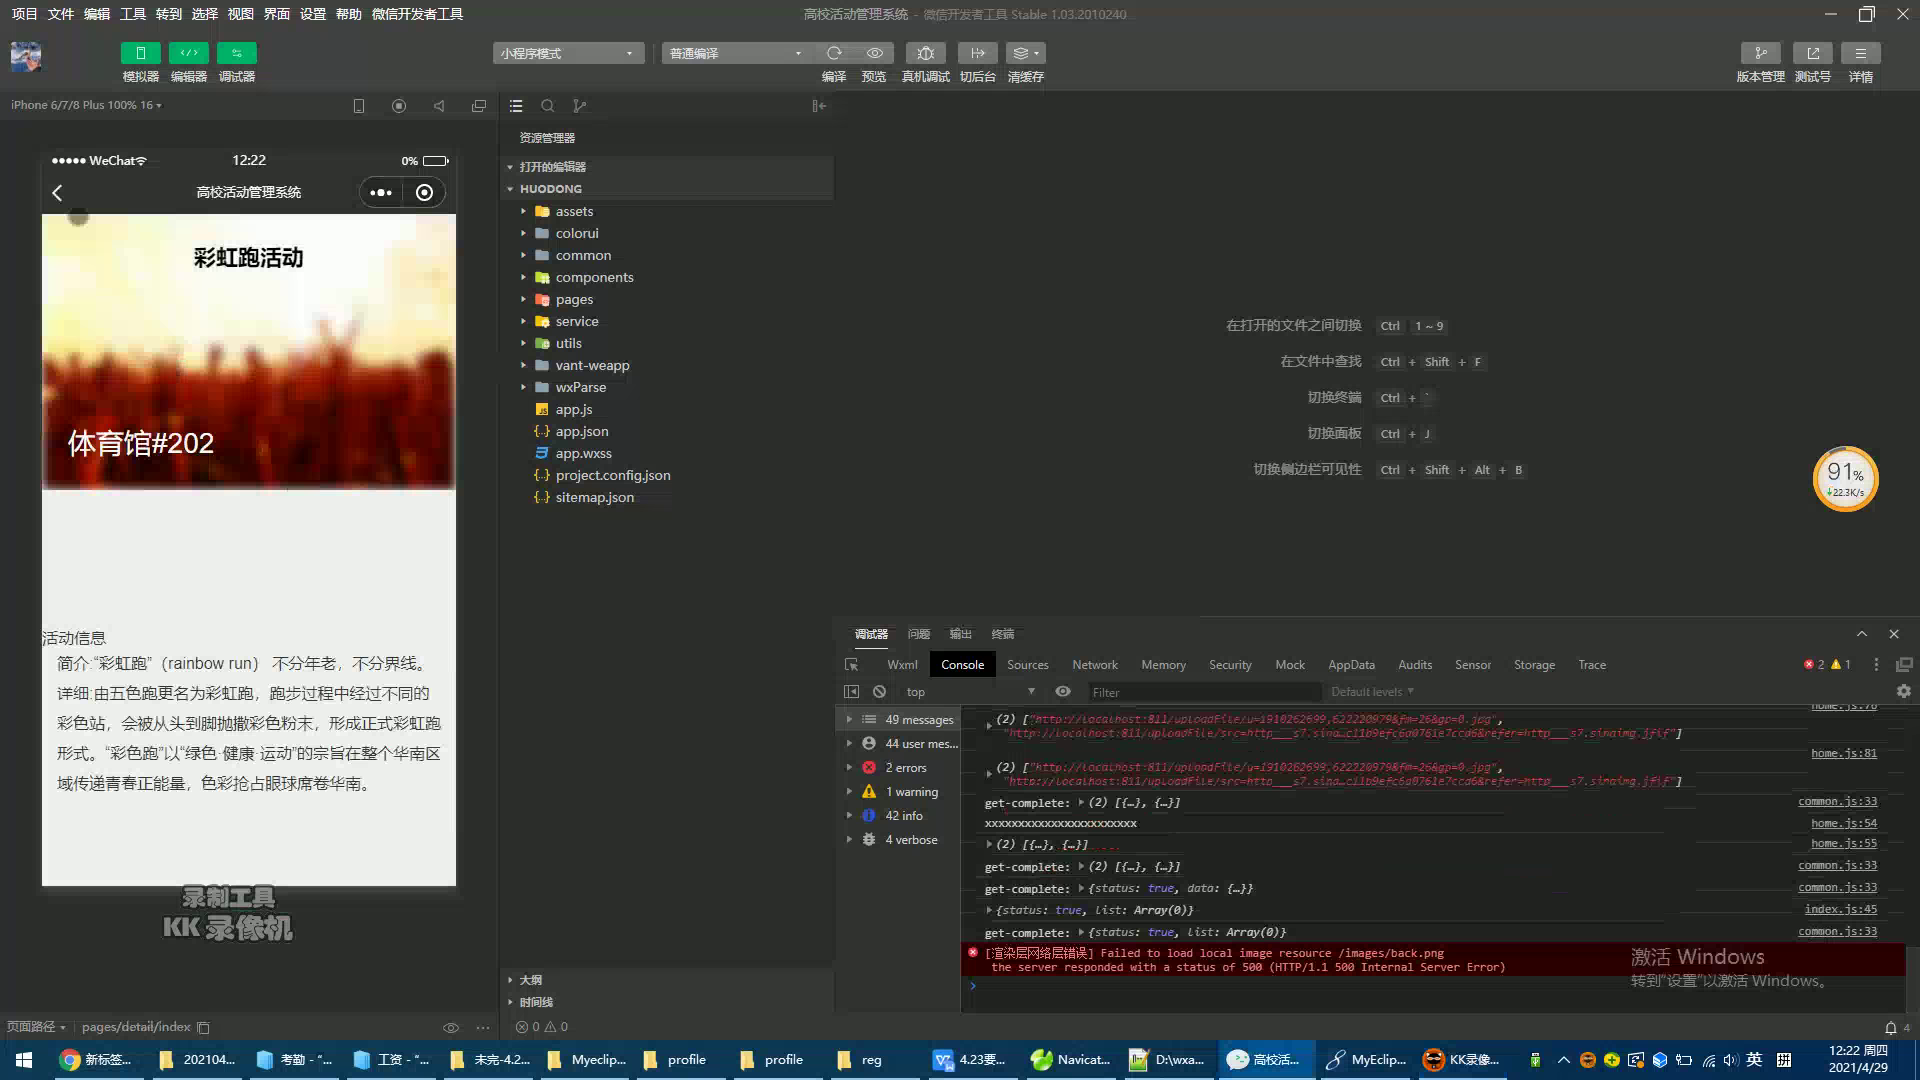 项目 文件 编辑 工具 转到 选择 视图 界面 设置 帮助 微信开发者工具
高校活动管理系统 - 微信开发者工具 Stable 1.03.2010240
小程序模式
普通编译
模拟器 编辑器 调试器
编译 预览 真机调试 切后台 清缓存
版本管理 测试号 详情
iPhone 6/7/8 Plus 100% 16
WeChat
12:22
0%
高校活动管理系统
彩虹跑活动
体育馆#202
活动信息
简介:“彩虹跑”（rainbow run） 不分年老，不分界线。
详细:由五色跑更名为彩虹跑，跑步过程中经过不同的
彩色站，会被从头到脚抛撒彩色粉末，形成正式彩虹跑
形式。“彩色跑”以“绿色·健康·运动”的宗旨在整个华南区
域传递青春正能量，色彩抢占眼球席卷华南。
录制工具
KK 录像机
页面路径
pages/detail/index
资源管理器
打开的编辑器
HUODONG
assets
colorui
common
components
pages
service
utils
vant-weapp
wxParse
app.js
app.json
app.wxss
project.config.json
sitemap.json
大纲
时间线
0 0
在打开的文件之间切换 Ctrl 1 ~ 9
在文件中查找 Ctrl + Shift + F
切换终端 Ctrl + `
切换面板 Ctrl + J
切换侧边栏可见性 Ctrl + Shift + Alt + B
91%
22.3K/s
调试器 问题 输出 终端
Wxml Console Sources Network Memory Security Mock AppData Audits Sensor Storage Trace
2 1
top
Filter
Default levels
49 messages
44 user mes...
2 errors
1 warning
42 info
4 verbose
home.js:78
(2) ["http://localhost:811/uploadFile/u=1910262699,622220979&fm=26&gp=0.jpg",
"http://localhost:811/uploadFile/src=http___s7.sina…c11b9efc6a0761e7ccd6&refer=http___s7.sinaimg.jfif"]
home.js:81
(2) ["http://localhost:811/uploadFile/u=1910262699,622220979&fm=26&gp=0.jpg",
"http://localhost:811/uploadFile/src=http___s7.sina…c11b9efc6a0761e7ccd6&refer=http___s7.sinaimg.jfif"]
get-complete: (2) [{…}, {…}] common.js:33
xxxxxxxxxxxxxxxxxxxxxxx home.js:54
(2) [{…}, {…}] home.js:55
get-complete: (2) [{…}, {…}] common.js:33
get-complete: {status: true, data: {…}} common.js:33
{status: true, list: Array(0)} index.js:45
get-complete: {status: true, list: Array(0)} common.js:33
[渲染层网络层错误] Failed to load local image resource /images/back.png
the server responded with a status of 500 (HTTP/1.1 500 Internal Server Error)
激活 Windows
转到“设置”以激活 Windows。
4
新标签... 202104... 考勤 - “... 工资 - “... 未完-4.2... Myeclip... profile profile reg 4.23要... Navicat... D:\wxa... 高校活... MyEclip... KK录像... 英
12:22 周四
2021/4/29